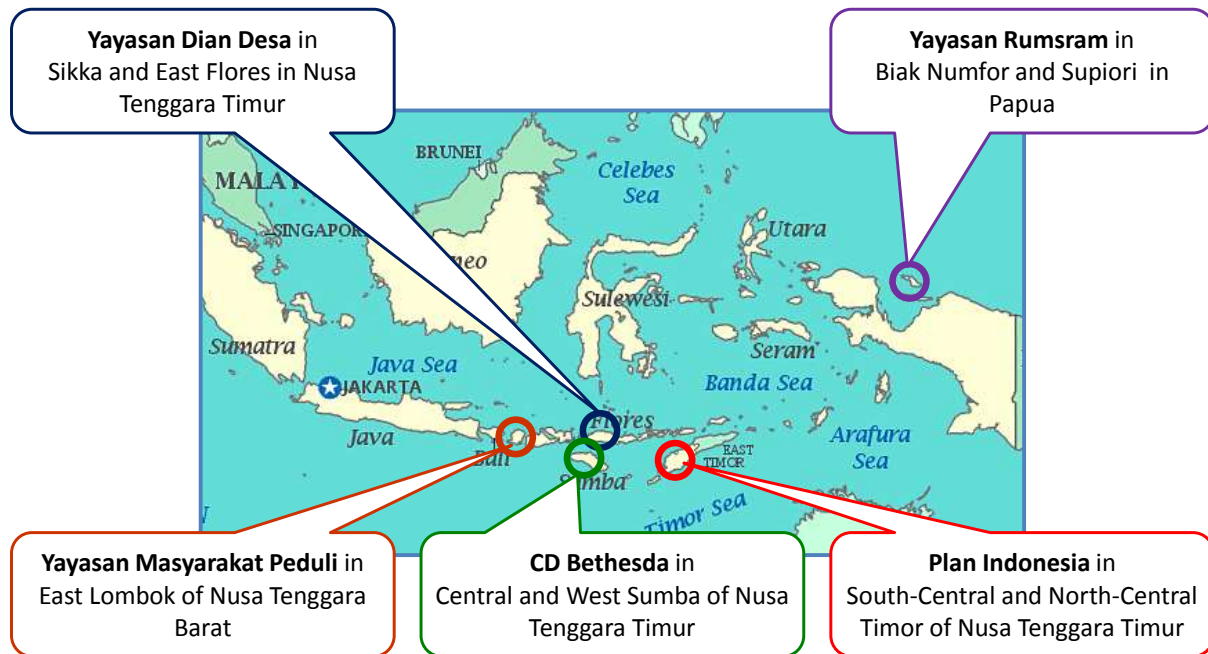 Yayasan Dian Desa in
Sikka and East Flores in Nusa
Tenggara Timur
Yayasan Rumsram in
Biak Numfor and Supiori in
Papua
BRUNEI
Celebes
Sea
MALAY
SINGAPOR
neo
Utara
Sulewesi
Sumatra
Java Sea
Seram
Banda Sea
JAKARTA
Java
Flores
Bali
EAST
TIMOR
Arafura
Sea
Sumba
Timor Sea
Yayasan Masyarakat Peduli in
East Lombok of Nusa Tenggara
Barat
CD Bethesda in
Central and West Sumba of Nusa
Tenggara Timur
Plan Indonesia in
South-Central and North-Central
Timor of Nusa Tenggara Timur